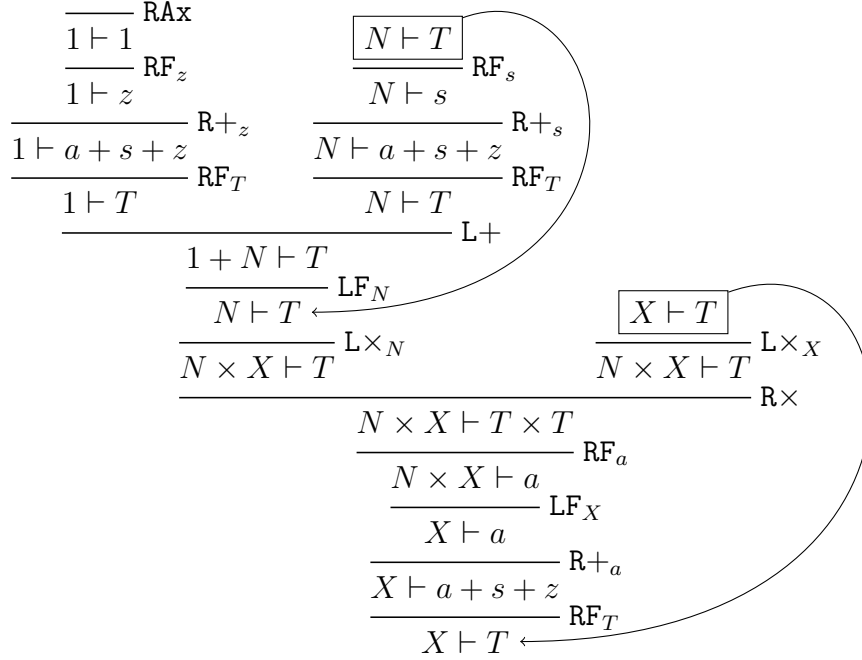 RAx
1 ⊢ 1 N ⊢ T
RF_z RF_s
1 ⊢ z N ⊢ s
R+_z R+_s
1 ⊢ a + s + z N ⊢ a + s + z
RF_T RF_T
1 ⊢ T N ⊢ T
L+
1 + N ⊢ T
LF_N
N ⊢ T X ⊢ T
L×_N L×_X
N × X ⊢ T N × X ⊢ T
R×
N × X ⊢ T × T
RF_a
N × X ⊢ a
LF_X
X ⊢ a
R+_a
X ⊢ a + s + z
RF_T
X ⊢ T